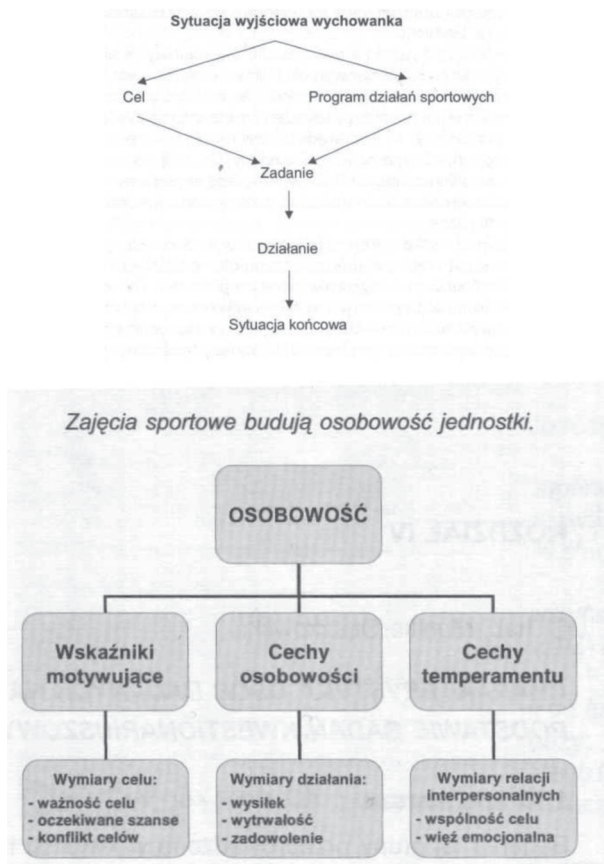 Sytuacja wyjściowa wychowanka
Cel
Program działań sportowych
Zadanie
Działanie
Sytuacja końcowa
Zajęcia sportowe budują osobowość jednostki.
OSOBOWOŚĆ
Wskaźniki
motywujące
Cechy
osobowości
Cechy
temperamentu
Wymiary celu:
- ważność celu
- oczekiwane szanse
- konflikt celów
Wymiary działania:
- wysiłek
- wytrwałość
- zadowolenie
Wymiary relacji
interpersonalnych
- wspólność celu
- więź emocjonalna
ROZDZIAŁ IV